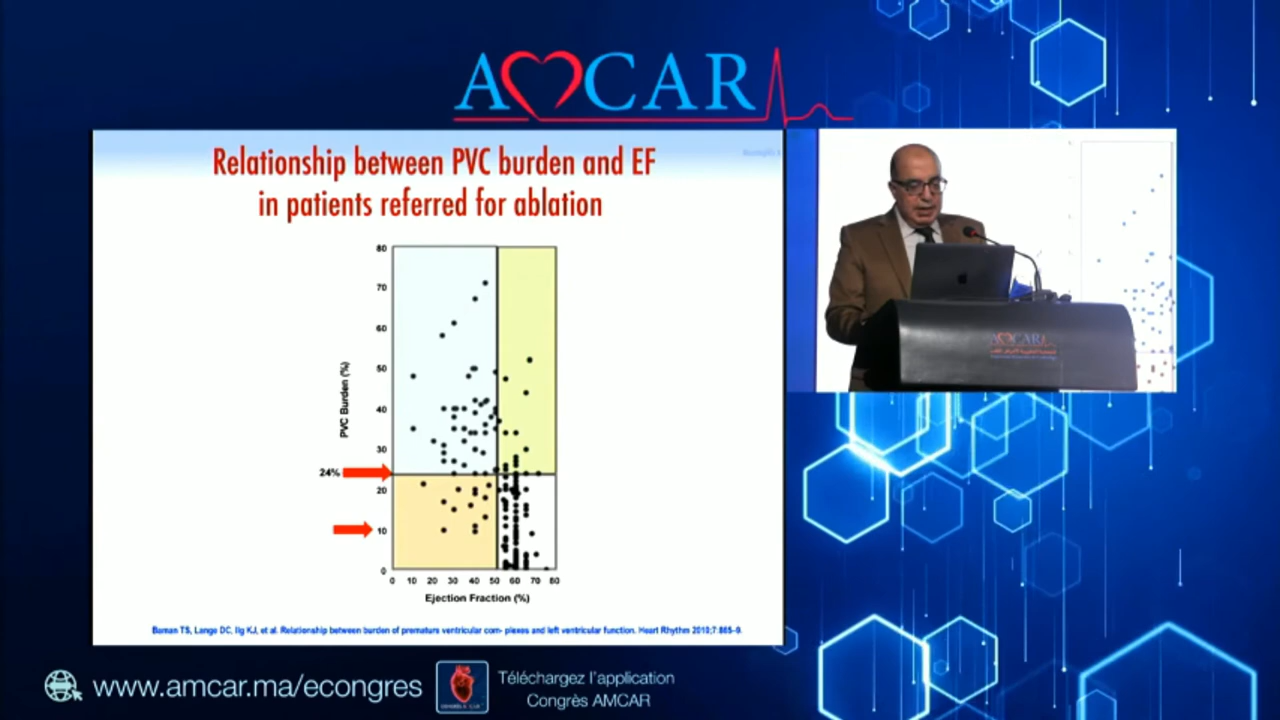 AMCAR
Relationship between PVC burden and EF
in patients referred for ablation
PVC Burden (%)
80
70
60
50
40
30
24%
20
10
0
0 10 20 30 40 50 60 70 80
Ejection Fraction (%)
Baman TS, Lange DC, Ilg KJ, et al. Relationship between burden of premature ventricular com- plexes and left ventricular function. Heart Rhythm 2010;7:865–9.
AMCAR
www.amcar.ma/econgres
Téléchargez l'application
Congrès AMCAR